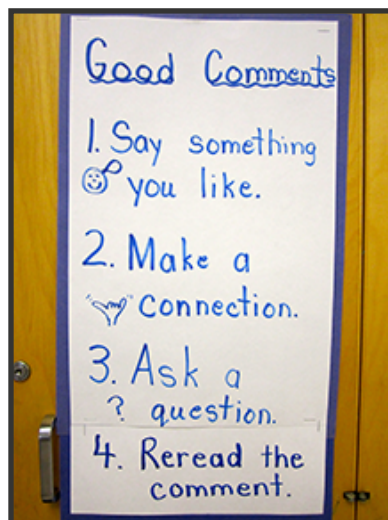 Good Comments
1. Say something
you like.
2. Make a
connection.
3. Ask a
? question.
4. Reread the
comment.